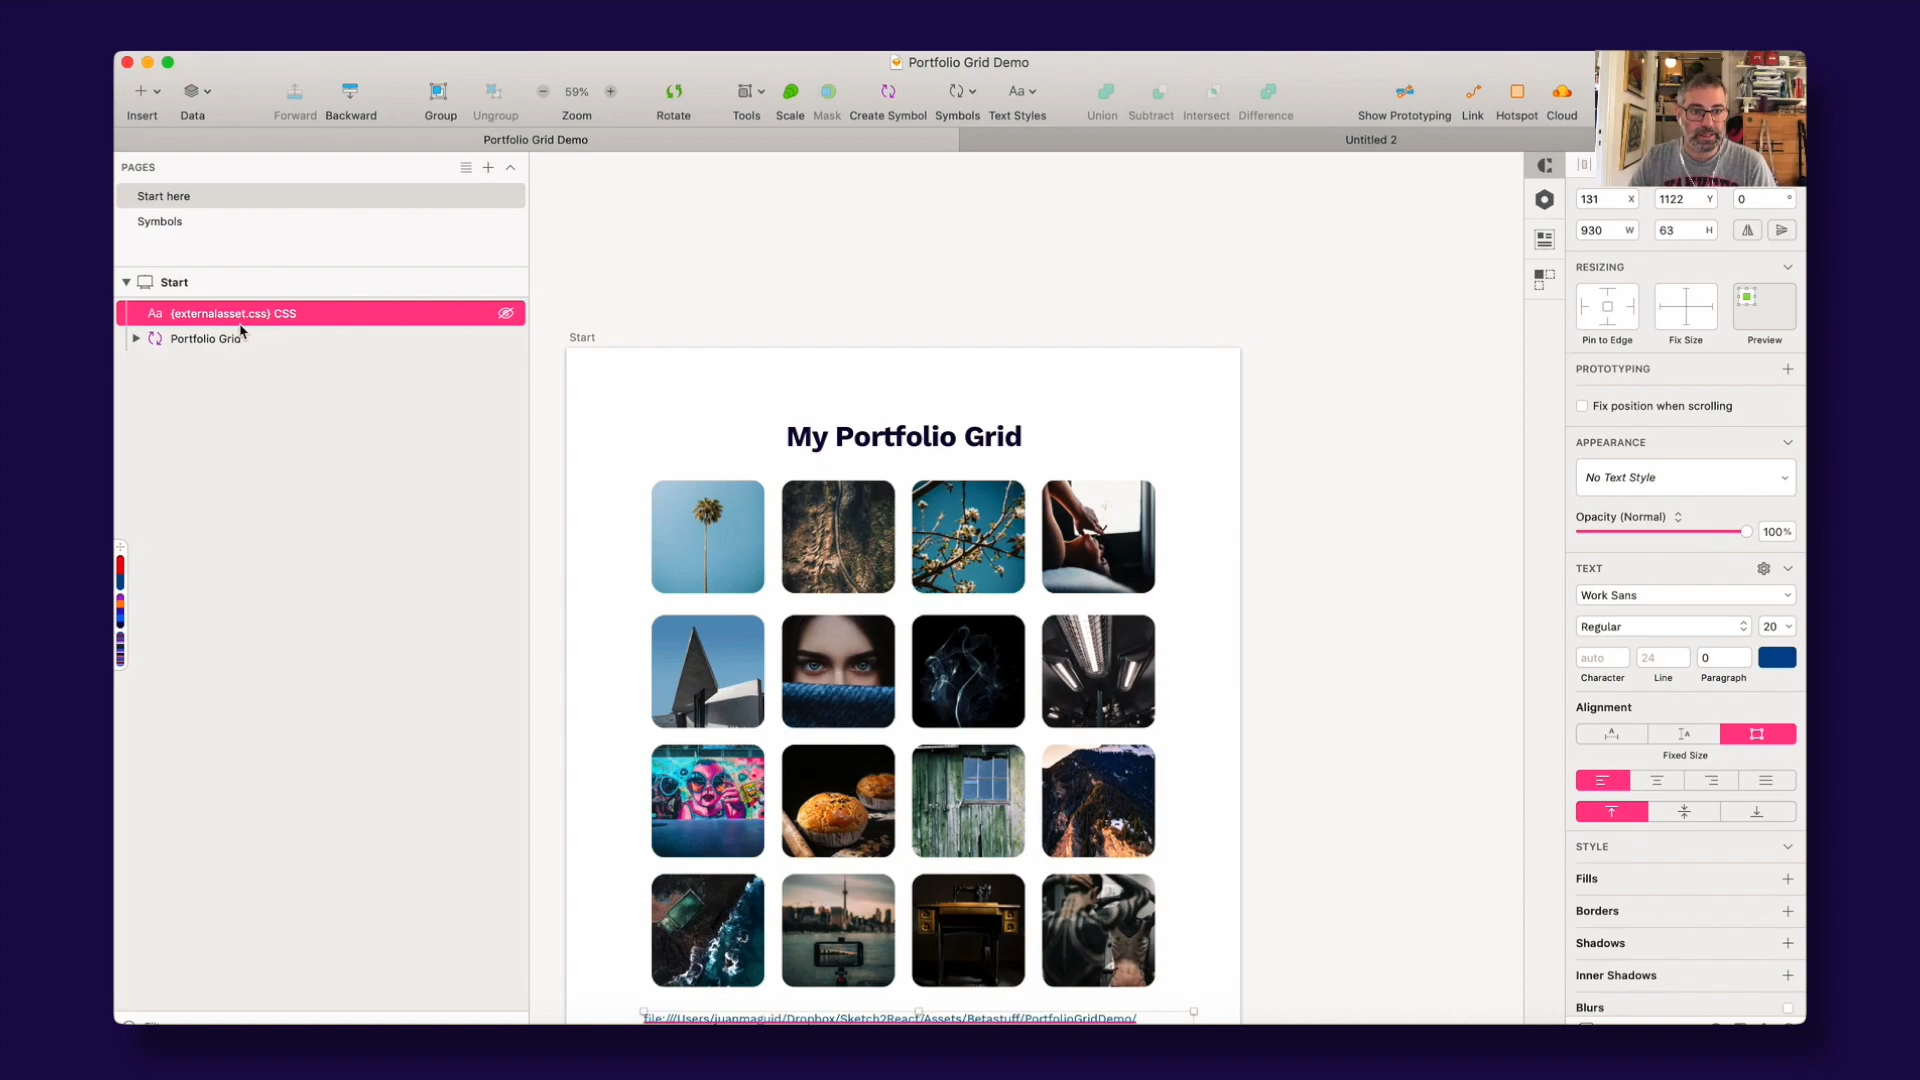 Portfolio Grid Demo
Insert
Data
Forward
Backward
Group
Ungroup
59%
Zoom
Rotate
Tools
Scale
Mask
Create Symbol
Symbols
Aa
Text Styles
Union
Subtract
Intersect
Difference
Show Prototyping
Link
Hotspot
Cloud
Portfolio Grid Demo
Untitled 2
PAGES
Start here
Symbols
Start
Aa {externalasset.css} CSS
Portfolio Grid
Start
My Portfolio Grid
file:///Users/juanmaguid/Dropbox/Sketch2React/Assets/Betastuff/PortfolioGridDemo/
131 X 1122 Y 0 °
930 W 63 H
RESIZING
Pin to Edge Fix Size Preview
PROTOTYPING
Fix position when scrolling
APPEARANCE
No Text Style
Opacity (Normal)
100%
TEXT
Work Sans
Regular 20
auto 24 0
Character Line Paragraph
Alignment
Fixed Size
STYLE
Fills
Borders
Shadows
Inner Shadows
Blurs